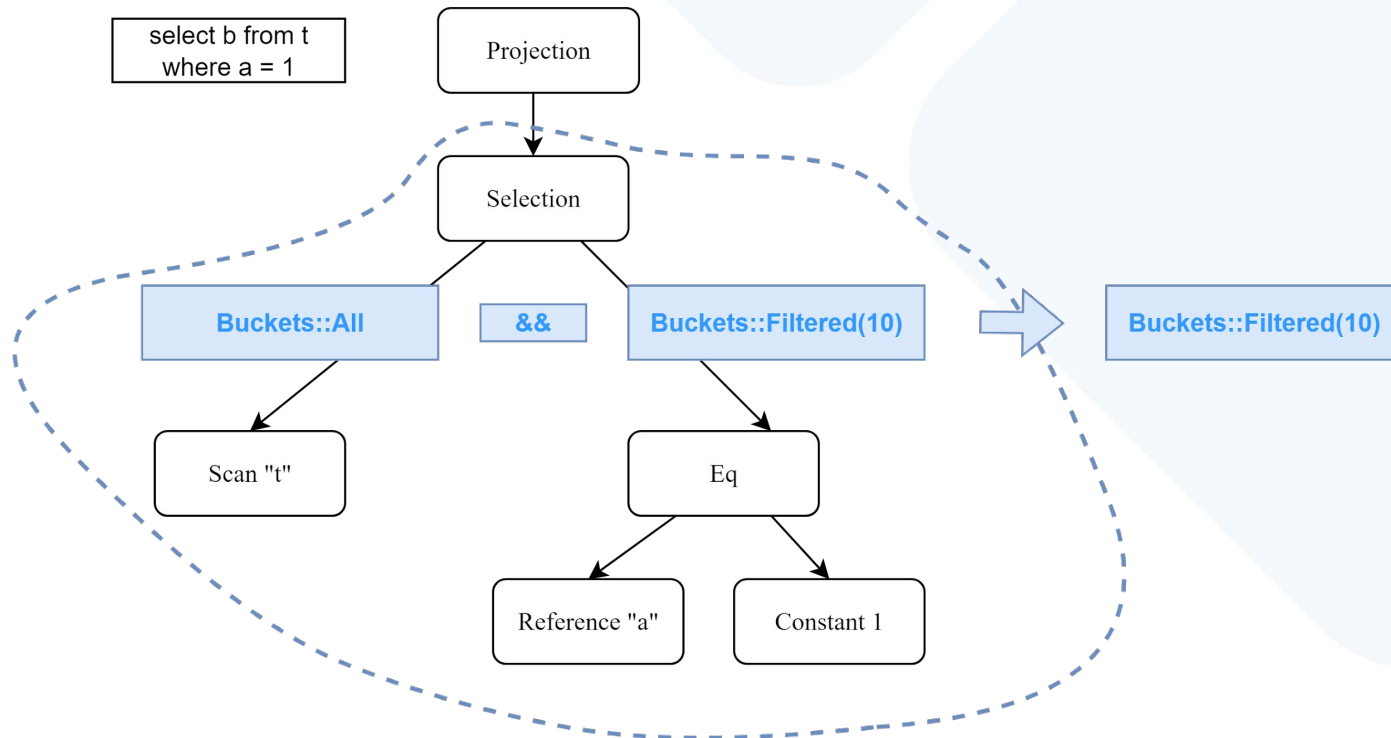 select b from t
where a = 1
Projection
Selection
Buckets::All
&&
Buckets::Filtered(10)
Buckets::Filtered(10)
Scan "t"
Eq
Reference "a"
Constant 1